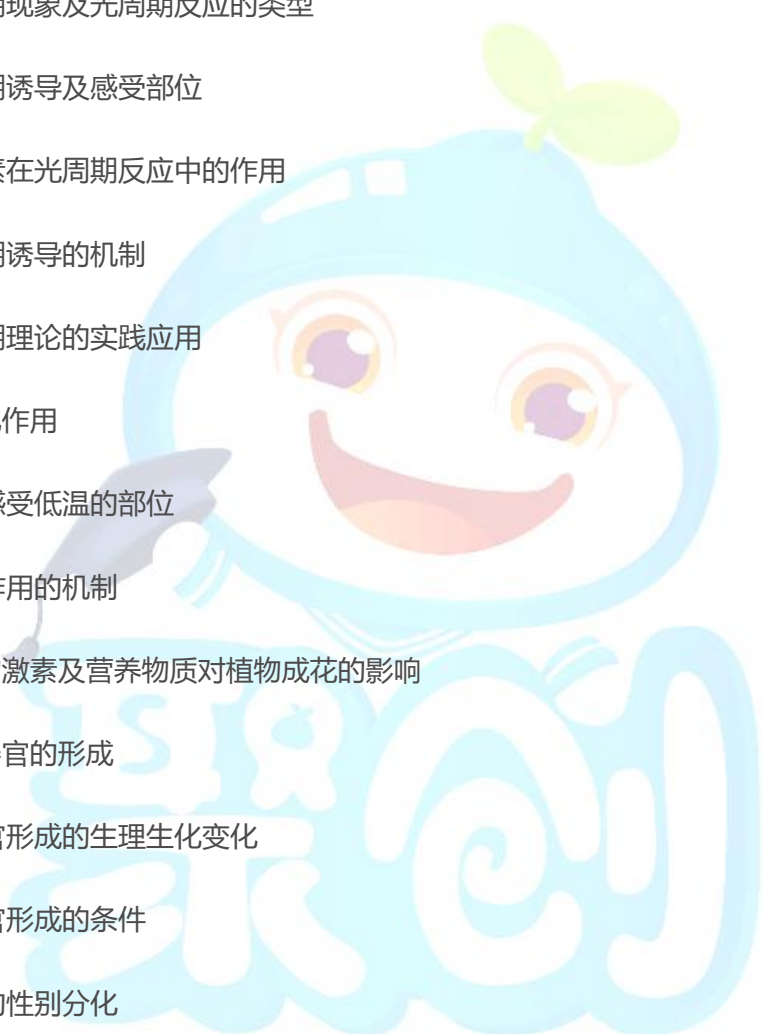 期现象及光周期反应的类型
期诱导及感受部位
素在光周期反应中的作用
期诱导的机制
期理论的实践应用
作用
感受低温的部位
作用的机制
激素及营养物质对植物成花的影响
官的形成
官形成的生理生化变化
官形成的条件
的性别分化
聚创